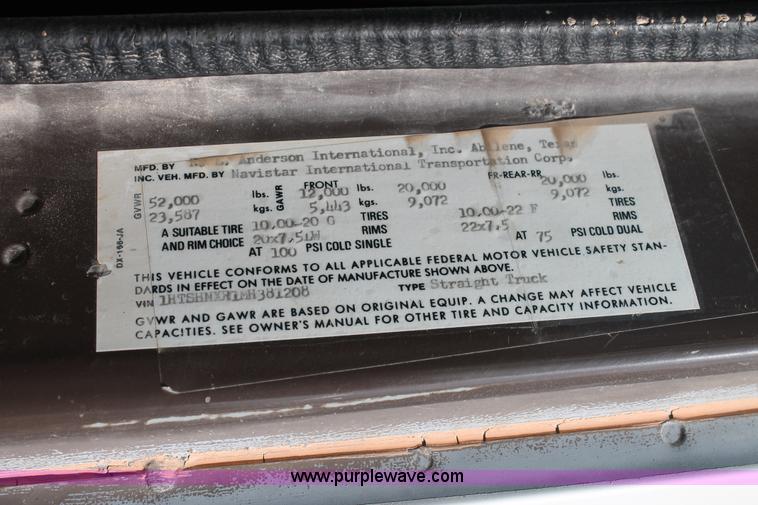 MFD. BY Anderson International, Inc. Abilene, Texas
INC. VEH. MFD. BY Navistar International Transportation Corp.
GVWR 52,000 lbs. GAWR FRONT 12,000 lbs. 20,000 FR-REAR-RR 20,000
23,587 kgs. 5,443 kgs. 9,072 9,072
A SUITABLE TIRE 10.00-20 G TIRES 10.00-22 F TIRES
AND RIM CHOICE 20x7.5 RIMS 22x7.5 RIMS
AT 100 PSI COLD SINGLE AT 75 PSI COLD DUAL
THIS VEHICLE CONFORMS TO ALL APPLICABLE FEDERAL MOTOR VEHICLE SAFETY STAN-
DARDS IN EFFECT ON THE DATE OF MANUFACTURE SHOWN ABOVE.
VIN TYPE Straight Truck
GVWR AND GAWR ARE BASED ON ORIGINAL EQUIP. A CHANGE MAY AFFECT VEHICLE
CAPACITIES. SEE OWNER'S MANUAL FOR OTHER TIRE AND CAPACITY INFORMATION.
DX-166-JA
www.purplewave.com